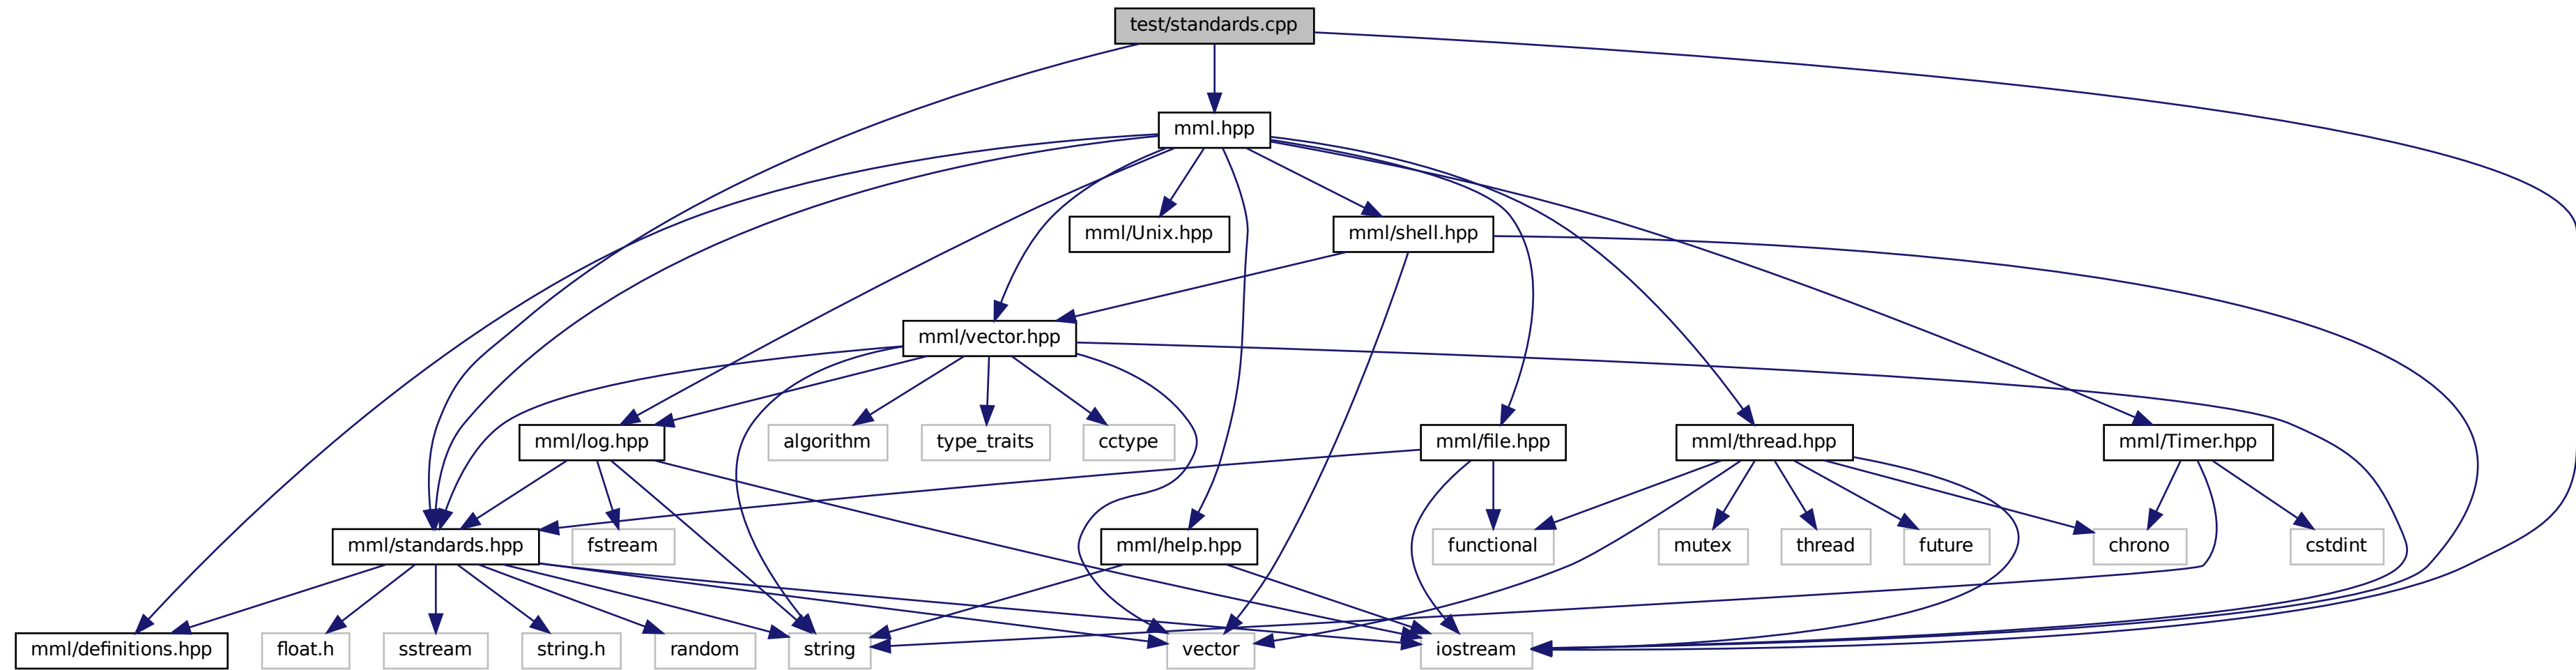 test/standards.cpp
mml.hpp
mml/Unix.hpp
mml/shell.hpp
mml/vector.hpp
mml/log.hpp
algorithm
type_traits
cctype
mml/file.hpp
mml/thread.hpp
mml/Timer.hpp
mml/standards.hpp
fstream
mml/help.hpp
functional
mutex
thread
future
chrono
cstdint
mml/definitions.hpp
float.h
sstream
string.h
random
string
vector
iostream